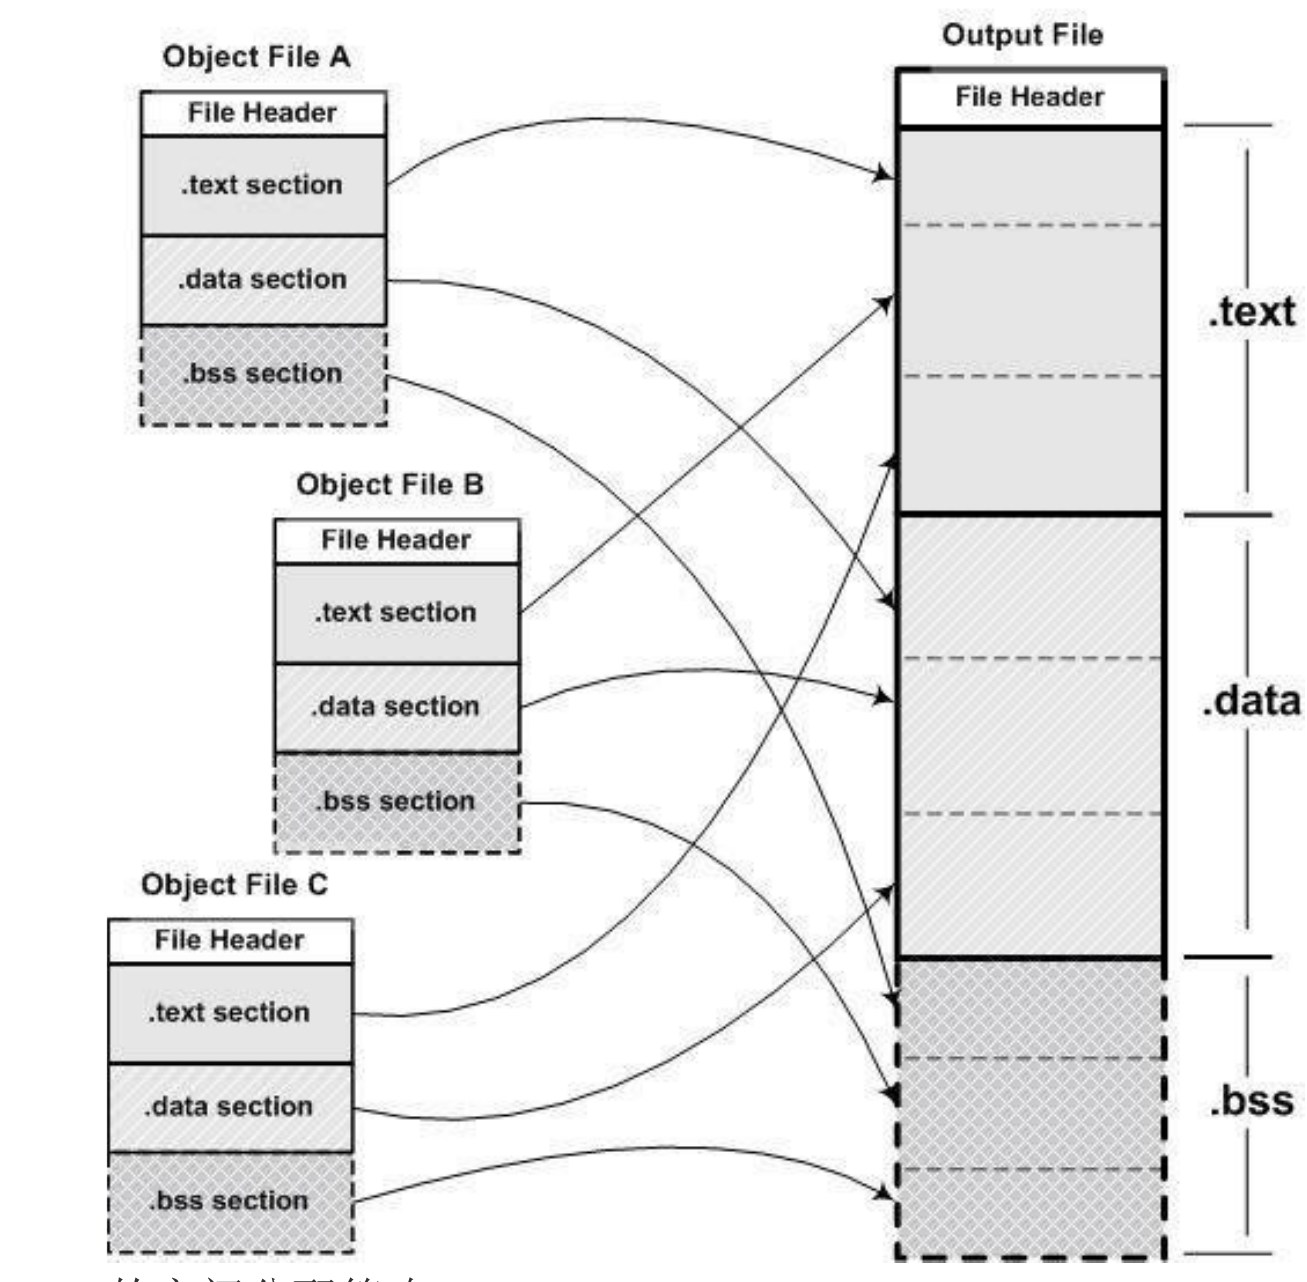 Object File A
File Header
.text section
.data section
.bss section
Object File B
File Header
.text section
.data section
.bss section
Object File C
File Header
.text section
.data section
.bss section
Output File
File Header
.text
.data
.bss